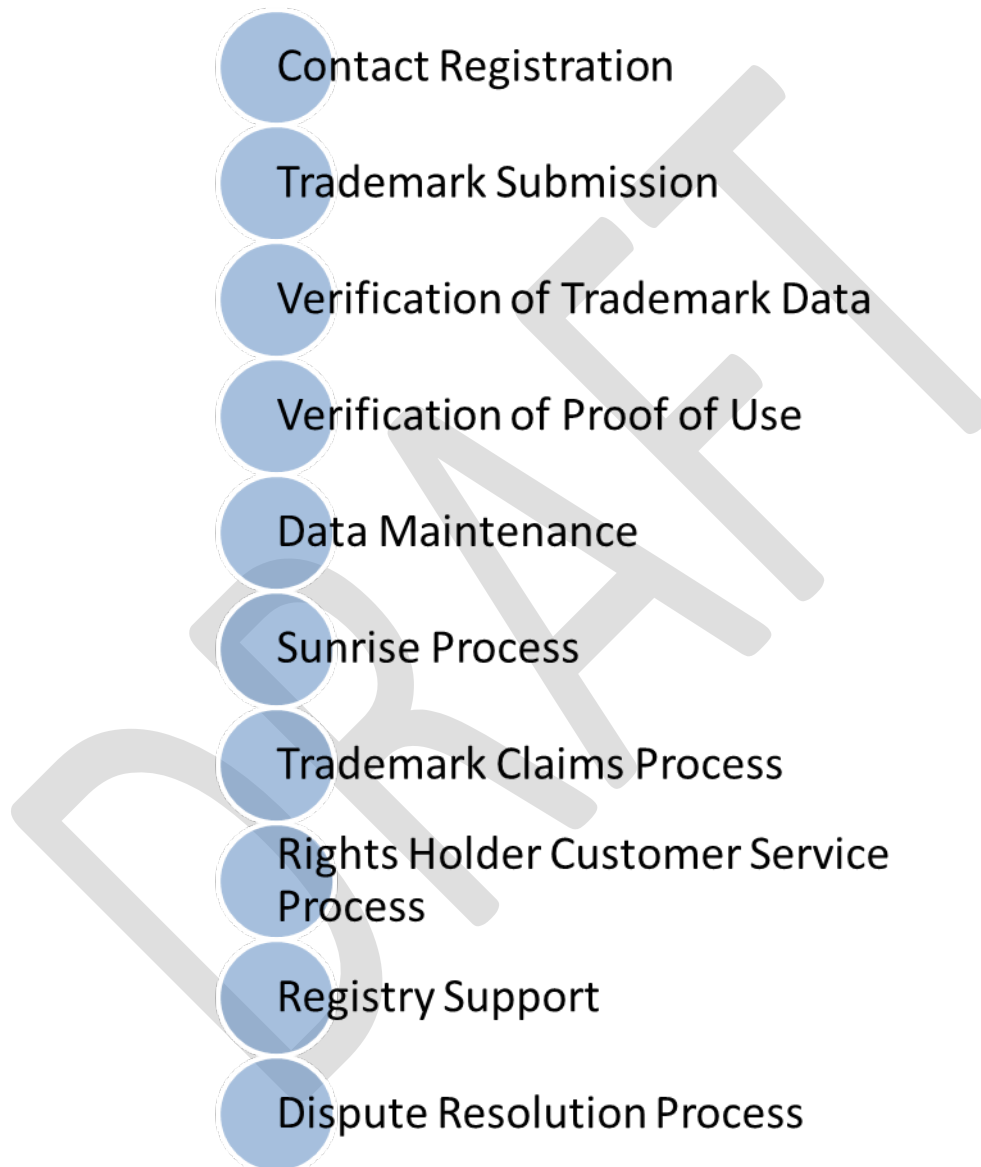 Contact Registration
Trademark Submission
Verification of Trademark Data
Verification of Proof of Use
Data Maintenance
Sunrise Process
Trademark Claims Process
Rights Holder Customer Service
Process
Registry Support
Dispute Resolution Process
DRAFT